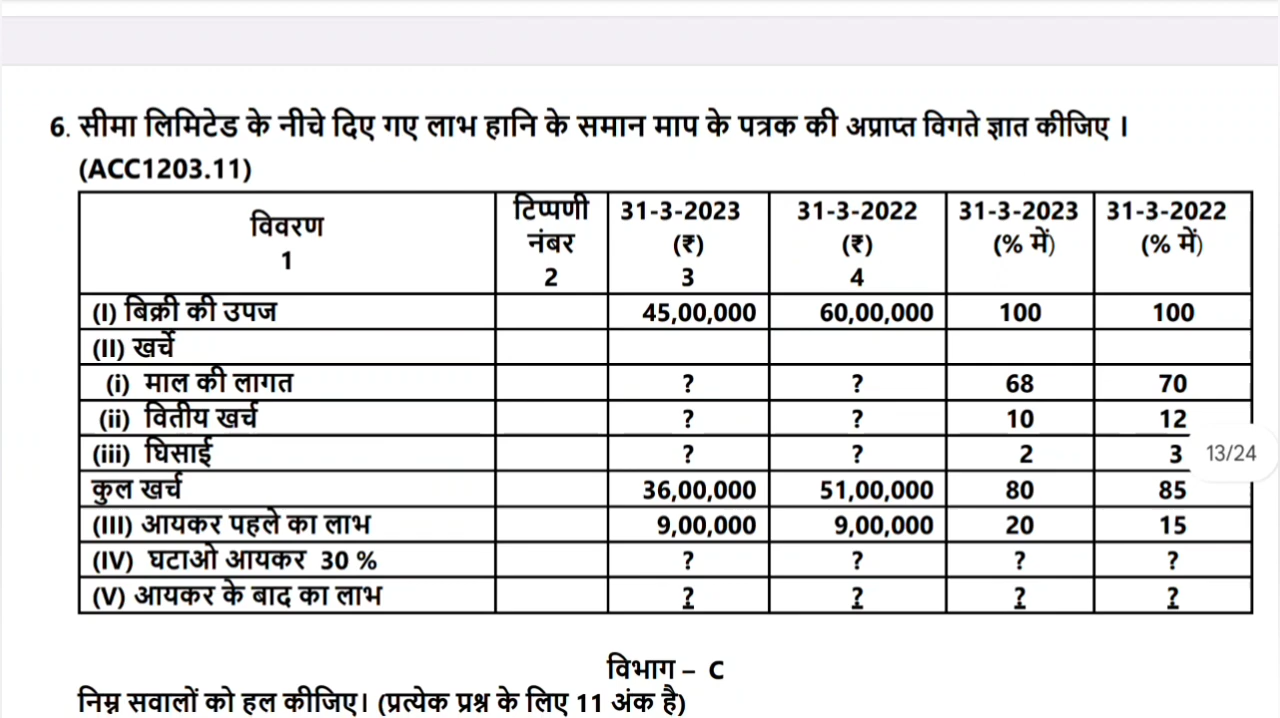 6. सीमा लिमिटेड के नीचे दिए गए लाभ हानि के समान माप के पत्रक की अप्राप्त विगते ज्ञात कीजिए ।
(ACC1203.11)
विवरण 1 टिप्पणी नंबर 2 31-3-2023 (₹) 3 31-3-2022 (₹) 4 31-3-2023 (% में) 31-3-2022 (% में)
(I) बिक्री की उपज 45,00,000 60,00,000 100 100
(II) खर्चे
(i) माल की लागत ? ? 68 70
(ii) वितीय खर्च ? ? 10 12
(iii) घिसाई ? ? 2 3
13/24
कुल खर्च 36,00,000 51,00,000 80 85
(III) आयकर पहले का लाभ 9,00,000 9,00,000 20 15
(IV) घटाओ आयकर 30 % ? ? ? ?
(V) आयकर के बाद का लाभ ? ? ? ?
विभाग – C
निम्न सवालों को हल कीजिए। (प्रत्येक प्रश्न के लिए 11 अंक है)